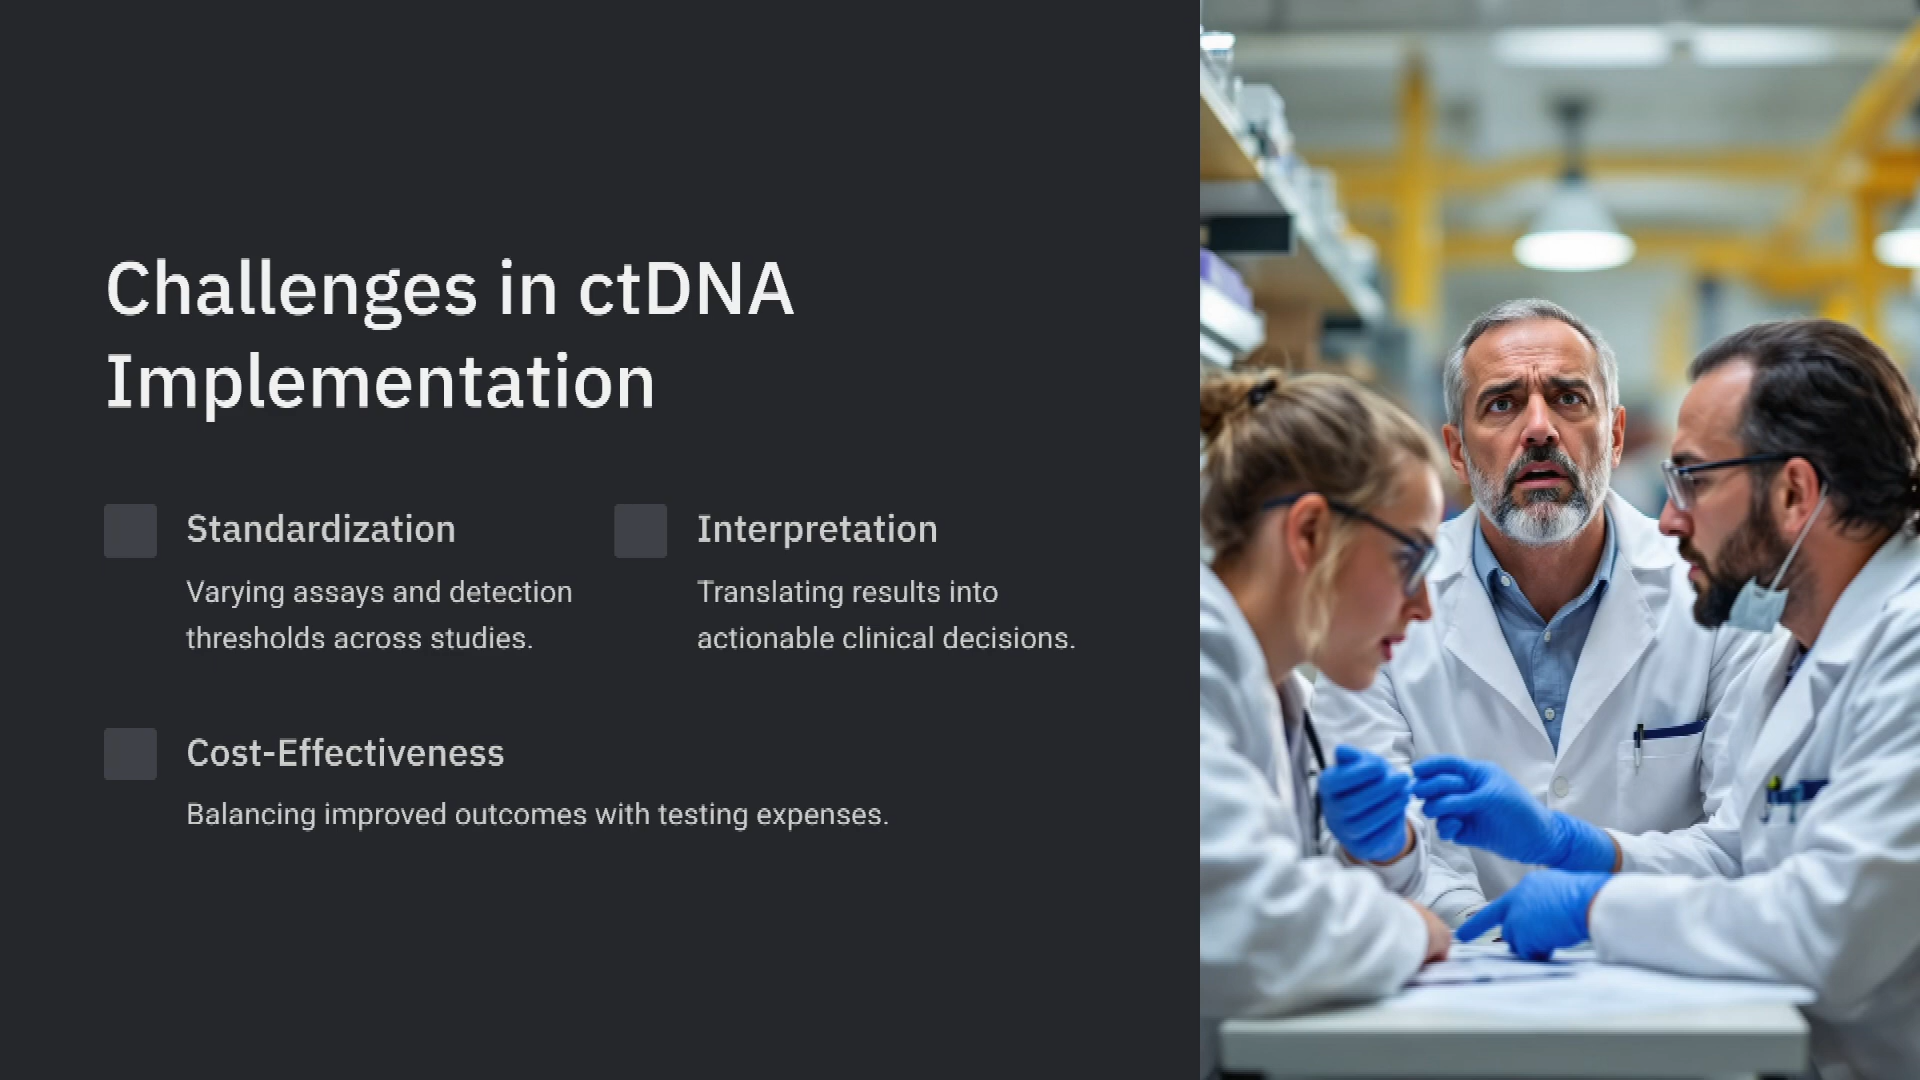 Challenges in ctDNA
Implementation
Standardization
Varying assays and detection
thresholds across studies.
Interpretation
Translating results into
actionable clinical decisions.
Cost-Effectiveness
Balancing improved outcomes with testing expenses.